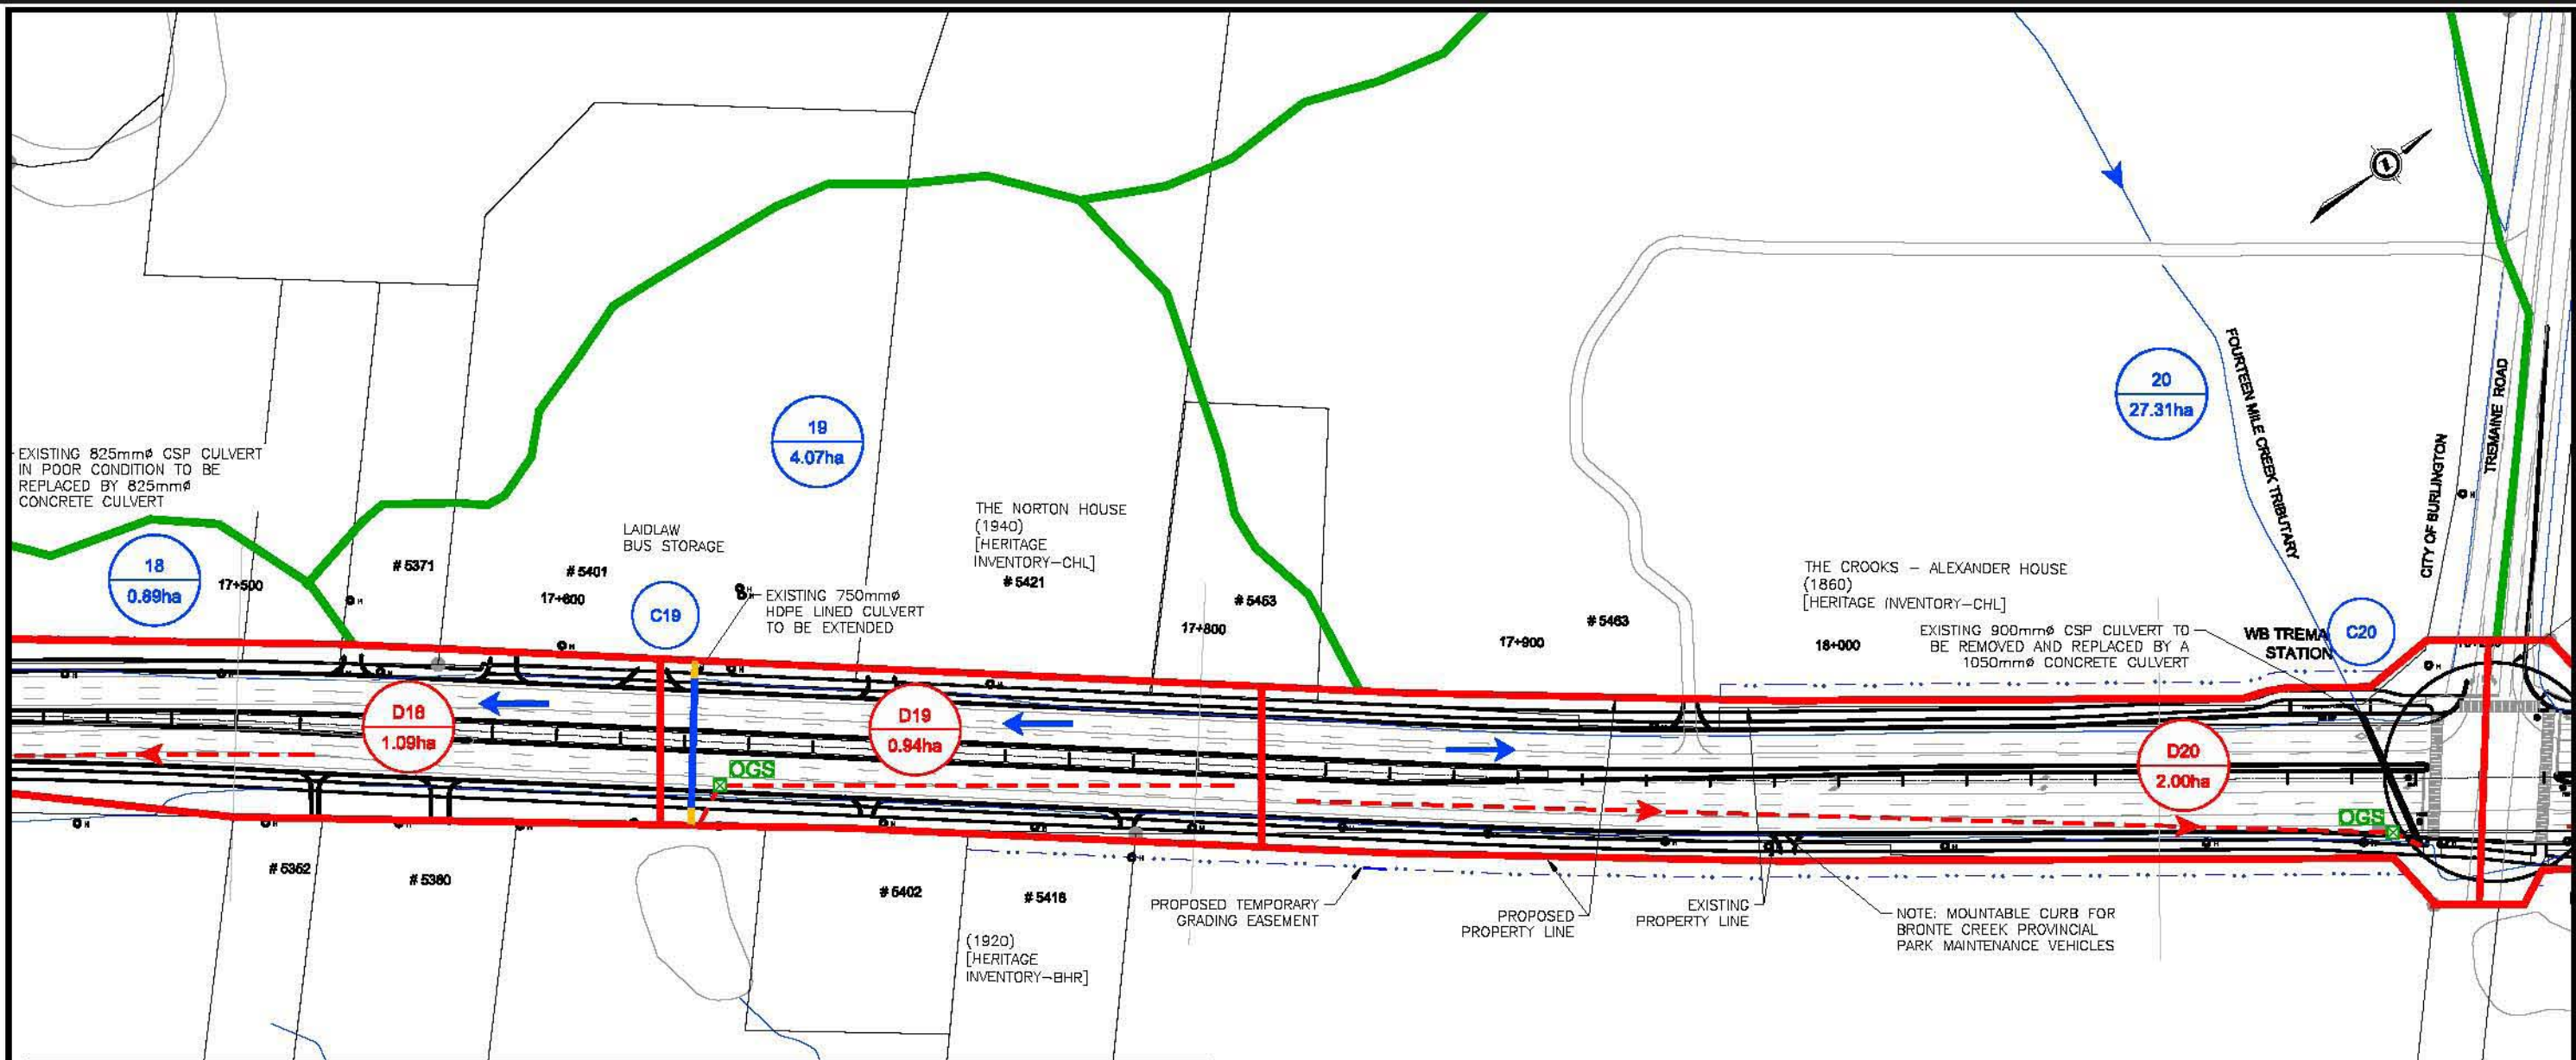 EXISTING 825mmø CSP CULVERT
IN POOR CONDITION TO BE
REPLACED BY 825mmø
CONCRETE CULVERT
18
0.89ha
17+500
# 5371
# 5401
17+600
LAIDLAW
BUS STORAGE
C19
19
4.07ha
EXISTING 750mmø
HDPE LINED CULVERT
TO BE EXTENDED
THE NORTON HOUSE
(1940)
[HERITAGE
INVENTORY-CHL]
# 5421
# 5453
17+800
17+900
# 5463
20
27.31ha
FOURTEEN MILE CREEK TRIBUTARY
CITY OF BURLINGTON
TREMAINE ROAD
THE CROOKS - ALEXANDER HOUSE
(1860)
[HERITAGE INVENTORY-CHL]
18+000
EXISTING 900mmø CSP CULVERT TO
BE REMOVED AND REPLACED BY A
1050mmø CONCRETE CULVERT
WB TREMA
STATION
C20
D18
1.09ha
D19
0.94ha
OGS
D20
2.00ha
OGS
# 5352
# 5380
# 5402
# 5416
(1920)
[HERITAGE
INVENTORY-BHR]
PROPOSED TEMPORARY
GRADING EASEMENT
PROPOSED
PROPERTY LINE
EXISTING
PROPERTY LINE
NOTE: MOUNTABLE CURB FOR
BRONTE CREEK PROVINCIAL
PARK MAINTENANCE VEHICLES